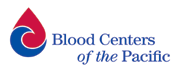 Blood Centers
of the Pacific